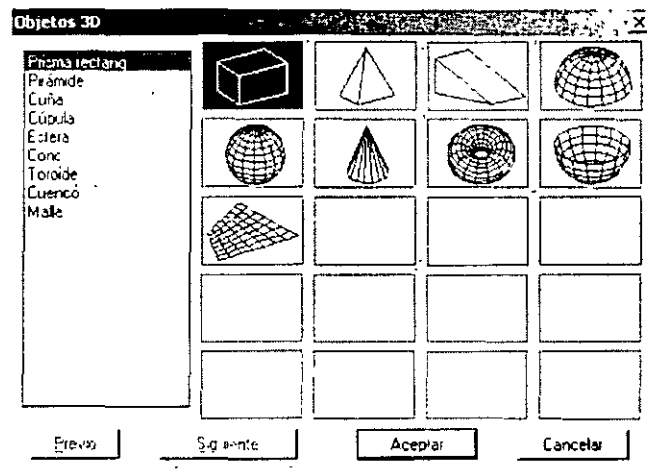 Objetos 3D
Prisma rectang
Pirámide
Cuña
Cúpula
Esfera
Cono
Toroide
Cuenco
Malla
Previo
Siguiente
Aceptar
Cancelar